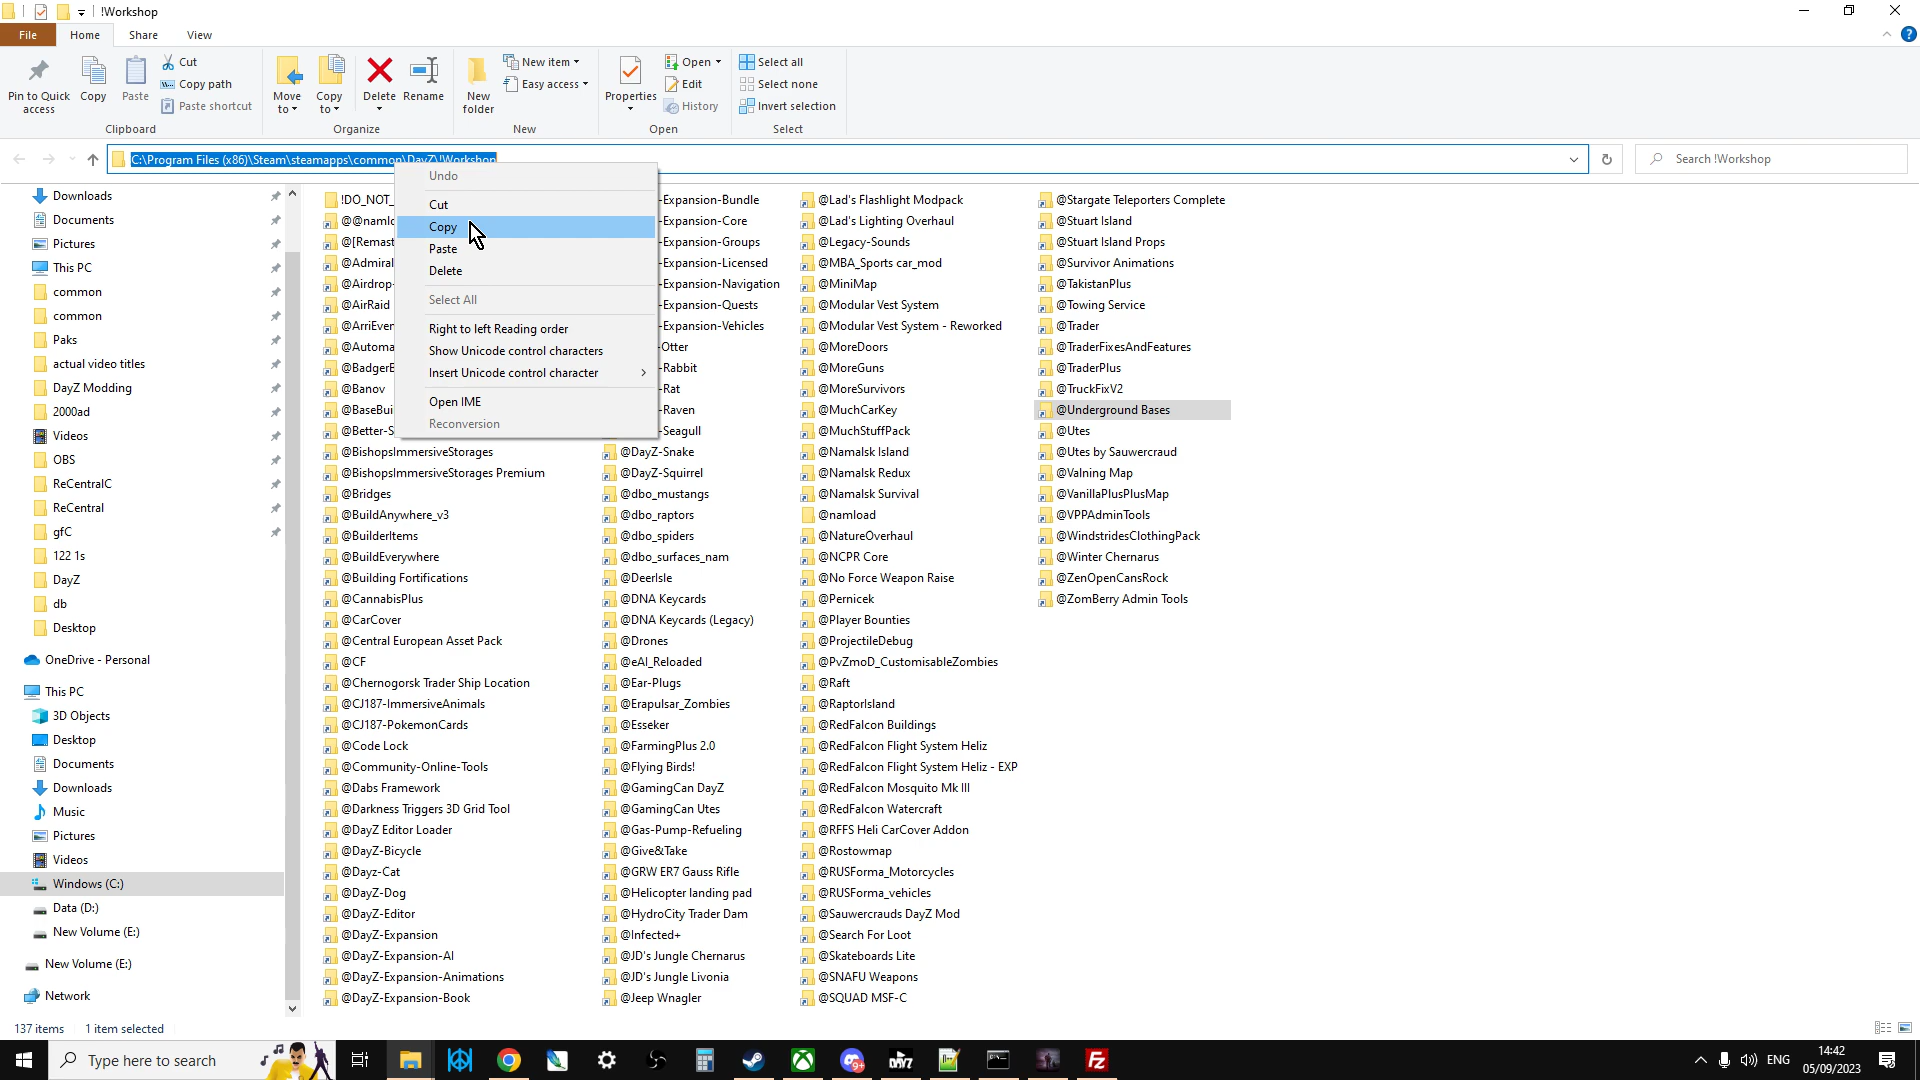 !Workshop
File
Home
Share
View
Pin to Quick access
Copy
Paste
Cut
Copy path
Paste shortcut
Clipboard
Move to
Copy to
Delete
Rename
Organize
New folder
New item
Easy access
New
Properties
Open
Edit
History
Open
Select all
Select none
Invert selection
Select
C:\Program Files (x86)\Steam\steamapps\common\DayZ\!Workshop
Search !Workshop
Undo
Cut
Copy
Paste
Delete
Select All
Right to left Reading order
Show Unicode control characters
Insert Unicode control character
Open IME
Reconversion
Downloads
Documents
Pictures
This PC
common
common
Paks
actual video titles
DayZ Modding
2000ad
Videos
OBS
ReCentralC
ReCentral
gfC
122 1s
DayZ
db
Desktop
OneDrive - Personal
This PC
3D Objects
Desktop
Documents
Downloads
Music
Pictures
Videos
Windows (C:)
Data (D:)
New Volume (E:)
New Volume (E:)
Network
!DO_NOT_
@@namlo
@[Remast
@Admiral
@Airdrop-
@AirRaid
@ArriEver
@Automa
@BadgerB
@Banov
@BaseBui
@Better-S
@BishopsImmersiveStorages
@BishopsImmersiveStorages Premium
@Bridges
@BuildAnywhere_v3
@BuilderItems
@BuildEverywhere
@Building Fortifications
@CannabisPlus
@CarCover
@Central European Asset Pack
@CF
@Chernogorsk Trader Ship Location
@CJ187-ImmersiveAnimals
@CJ187-PokemonCards
@Code Lock
@Community-Online-Tools
@Dabs Framework
@Darkness Triggers 3D Grid Tool
@DayZ Editor Loader
@DayZ-Bicycle
@Dayz-Cat
@DayZ-Dog
@DayZ-Editor
@DayZ-Expansion
@DayZ-Expansion-AI
@DayZ-Expansion-Animations
@DayZ-Expansion-Book
-Expansion-Bundle
-Expansion-Core
-Expansion-Groups
-Expansion-Licensed
-Expansion-Navigation
-Expansion-Quests
-Expansion-Vehicles
-Otter
-Rabbit
-Rat
-Raven
-Seagull
@DayZ-Snake
@DayZ-Squirrel
@dbo_mustangs
@dbo_raptors
@dbo_spiders
@dbo_surfaces_nam
@DeerIsle
@DNA Keycards
@DNA Keycards (Legacy)
@Drones
@eAI_Reloaded
@Ear-Plugs
@Erapulsar_Zombies
@Esseker
@FarmingPlus 2.0
@Flying Birds!
@GamingCan DayZ
@GamingCan Utes
@Gas-Pump-Refueling
@Give&Take
@GRW ER7 Gauss Rifle
@Helicopter landing pad
@HydroCity Trader Dam
@Infected+
@JD's Jungle Chernarus
@JD's Jungle Livonia
@Jeep Wnagler
@Lad's Flashlight Modpack
@Lad's Lighting Overhaul
@Legacy-Sounds
@MBA_Sports car_mod
@MiniMap
@Modular Vest System
@Modular Vest System - Reworked
@MoreDoors
@MoreGuns
@MoreSurvivors
@MuchCarKey
@MuchStuffPack
@Namalsk Island
@Namalsk Redux
@Namalsk Survival
@namload
@NatureOverhaul
@NCPR Core
@No Force Weapon Raise
@Pernicek
@Player Bounties
@ProjectileDebug
@PvZmoD_CustomisableZombies
@Raft
@RaptorIsland
@RedFalcon Buildings
@RedFalcon Flight System Heliz
@RedFalcon Flight System Heliz - EXP
@RedFalcon Mosquito Mk III
@RedFalcon Watercraft
@RFFS Heli CarCover Addon
@Rostowmap
@RUSForma_Motorcycles
@RUSForma_vehicles
@Sauwercrauds DayZ Mod
@Search For Loot
@Skateboards Lite
@SNAFU Weapons
@SQUAD MSF-C
@Stargate Teleporters Complete
@Stuart Island
@Stuart Island Props
@Survivor Animations
@TakistanPlus
@Towing Service
@Trader
@TraderFixesAndFeatures
@TraderPlus
@TruckFixV2
@Underground Bases
@Utes
@Utes by Sauwercraud
@Valning Map
@VanillaPlusPlusMap
@VPPAdminTools
@WindstridesClothingPack
@Winter Chernarus
@ZenOpenCansRock
@ZomBerry Admin Tools
137 items
1 item selected
Type here to search
9+
DAYZ
Fz
ENG
14:42
05/09/2023